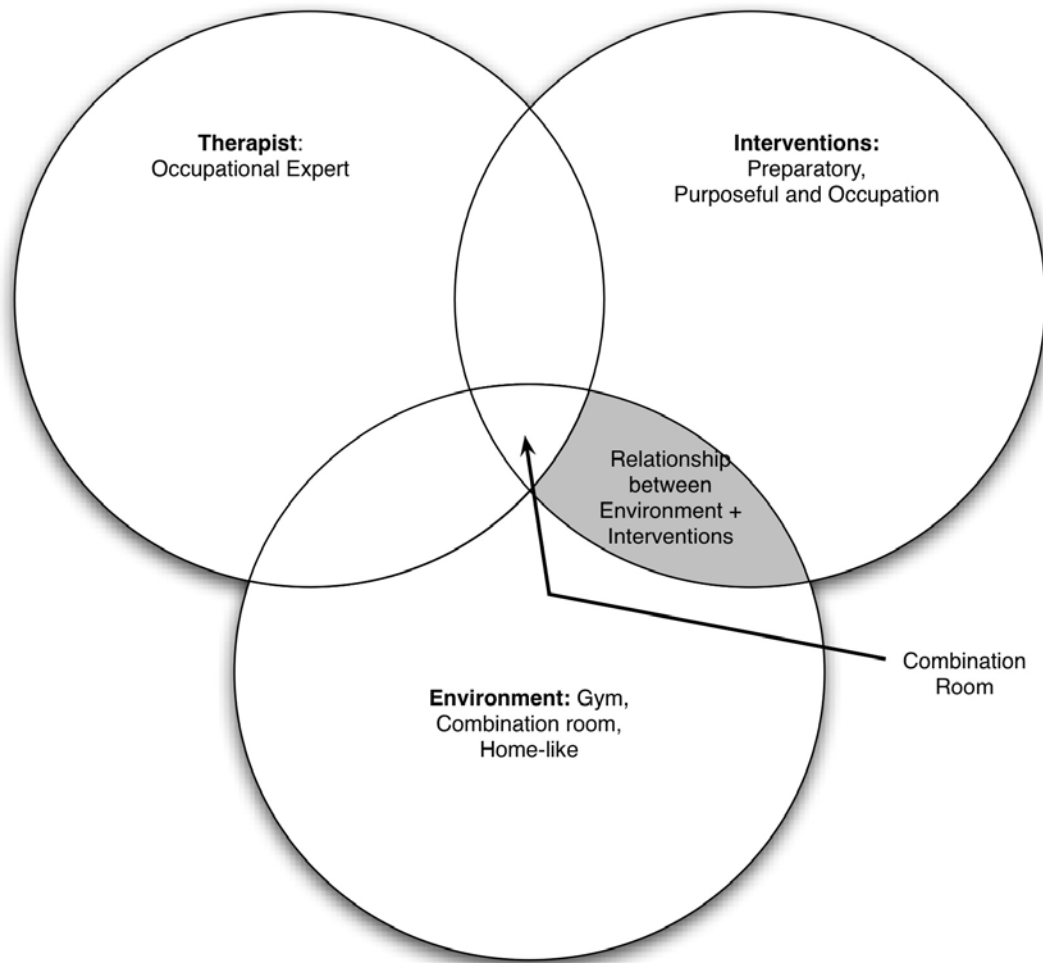 Therapist:
Occupational Expert
Interventions:
Preparatory,
Purposeful and Occupation
Relationship
between
Environment +
Interventions
Combination
Room
Environment: Gym,
Combination room,
Home-like